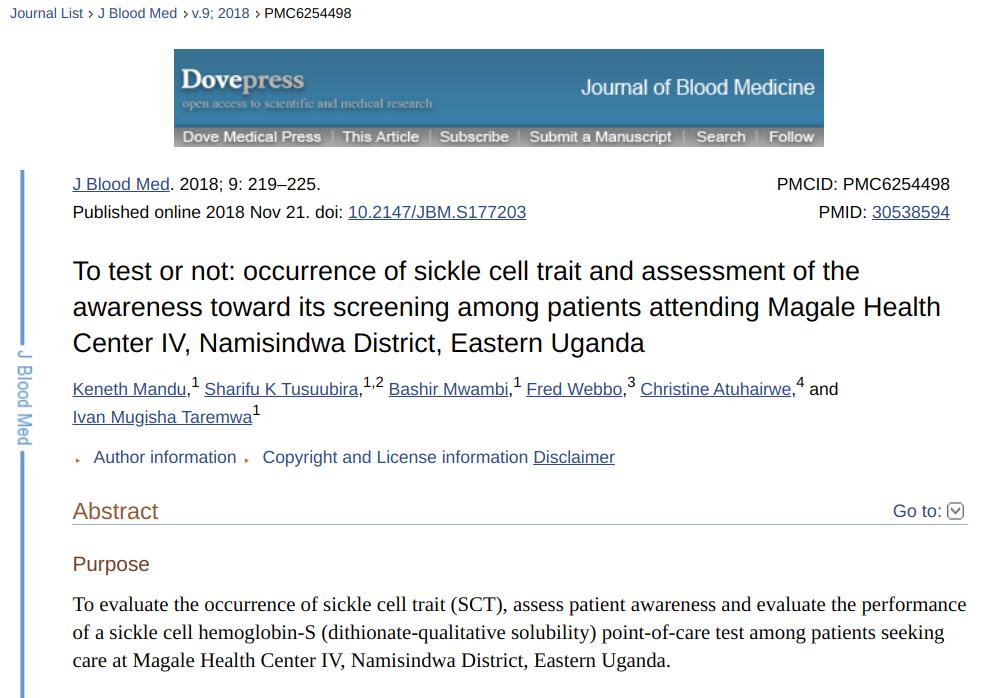 Journal List > J Blood Med > v.9; 2018 > PMC6254498
Dovepress
open access to scientific and medical research
Journal of Blood Medicine
Dove Medical Press | This Article | Subscribe | Submit a Manuscript | Search | Follow
J Blood Med. 2018; 9: 219–225.
PMCID: PMC6254498
Published online 2018 Nov 21. doi: 10.2147/JBM.S177203
PMID: 30538594
To test or not: occurrence of sickle cell trait and assessment of the
awareness toward its screening among patients attending Magale Health
Center IV, Namisindwa District, Eastern Uganda
Keneth Mandu,1 Sharifu K Tusuubira,1,2 Bashir Mwambi,1 Fred Webbo,3 Christine Atuhairwe,4 and
Ivan Mugisha Taremwa1
Author information Copyright and License information Disclaimer
J Blood Med
Abstract
Go to:
Purpose
To evaluate the occurrence of sickle cell trait (SCT), assess patient awareness and evaluate the performance
of a sickle cell hemoglobin-S (dithionate-qualitative solubility) point-of-care test among patients seeking
care at Magale Health Center IV, Namisindwa District, Eastern Uganda.